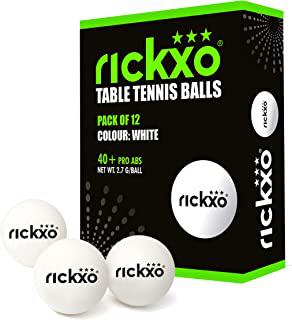 ★★★
rickxo
TABLE TENNIS BALLS
PACK OF 12
COLOUR: WHITE
40+ PRO ABS
NET WT. 2.7 G/BALL
★★★
rickxo
★★★
rickxo
★★★
rickxo
★★★
rickxo
★★★
rickxo
rickxo